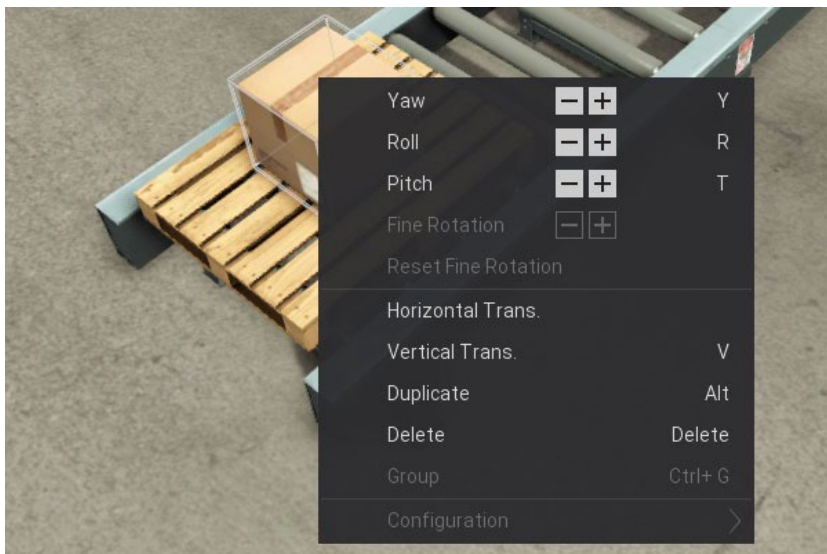 Yaw − + Y
Roll − + R
Pitch − + T
Fine Rotation − +
Reset Fine Rotation
Horizontal Trans.
Vertical Trans. V
Duplicate Alt
Delete Delete
Group Ctrl+ G
Configuration >